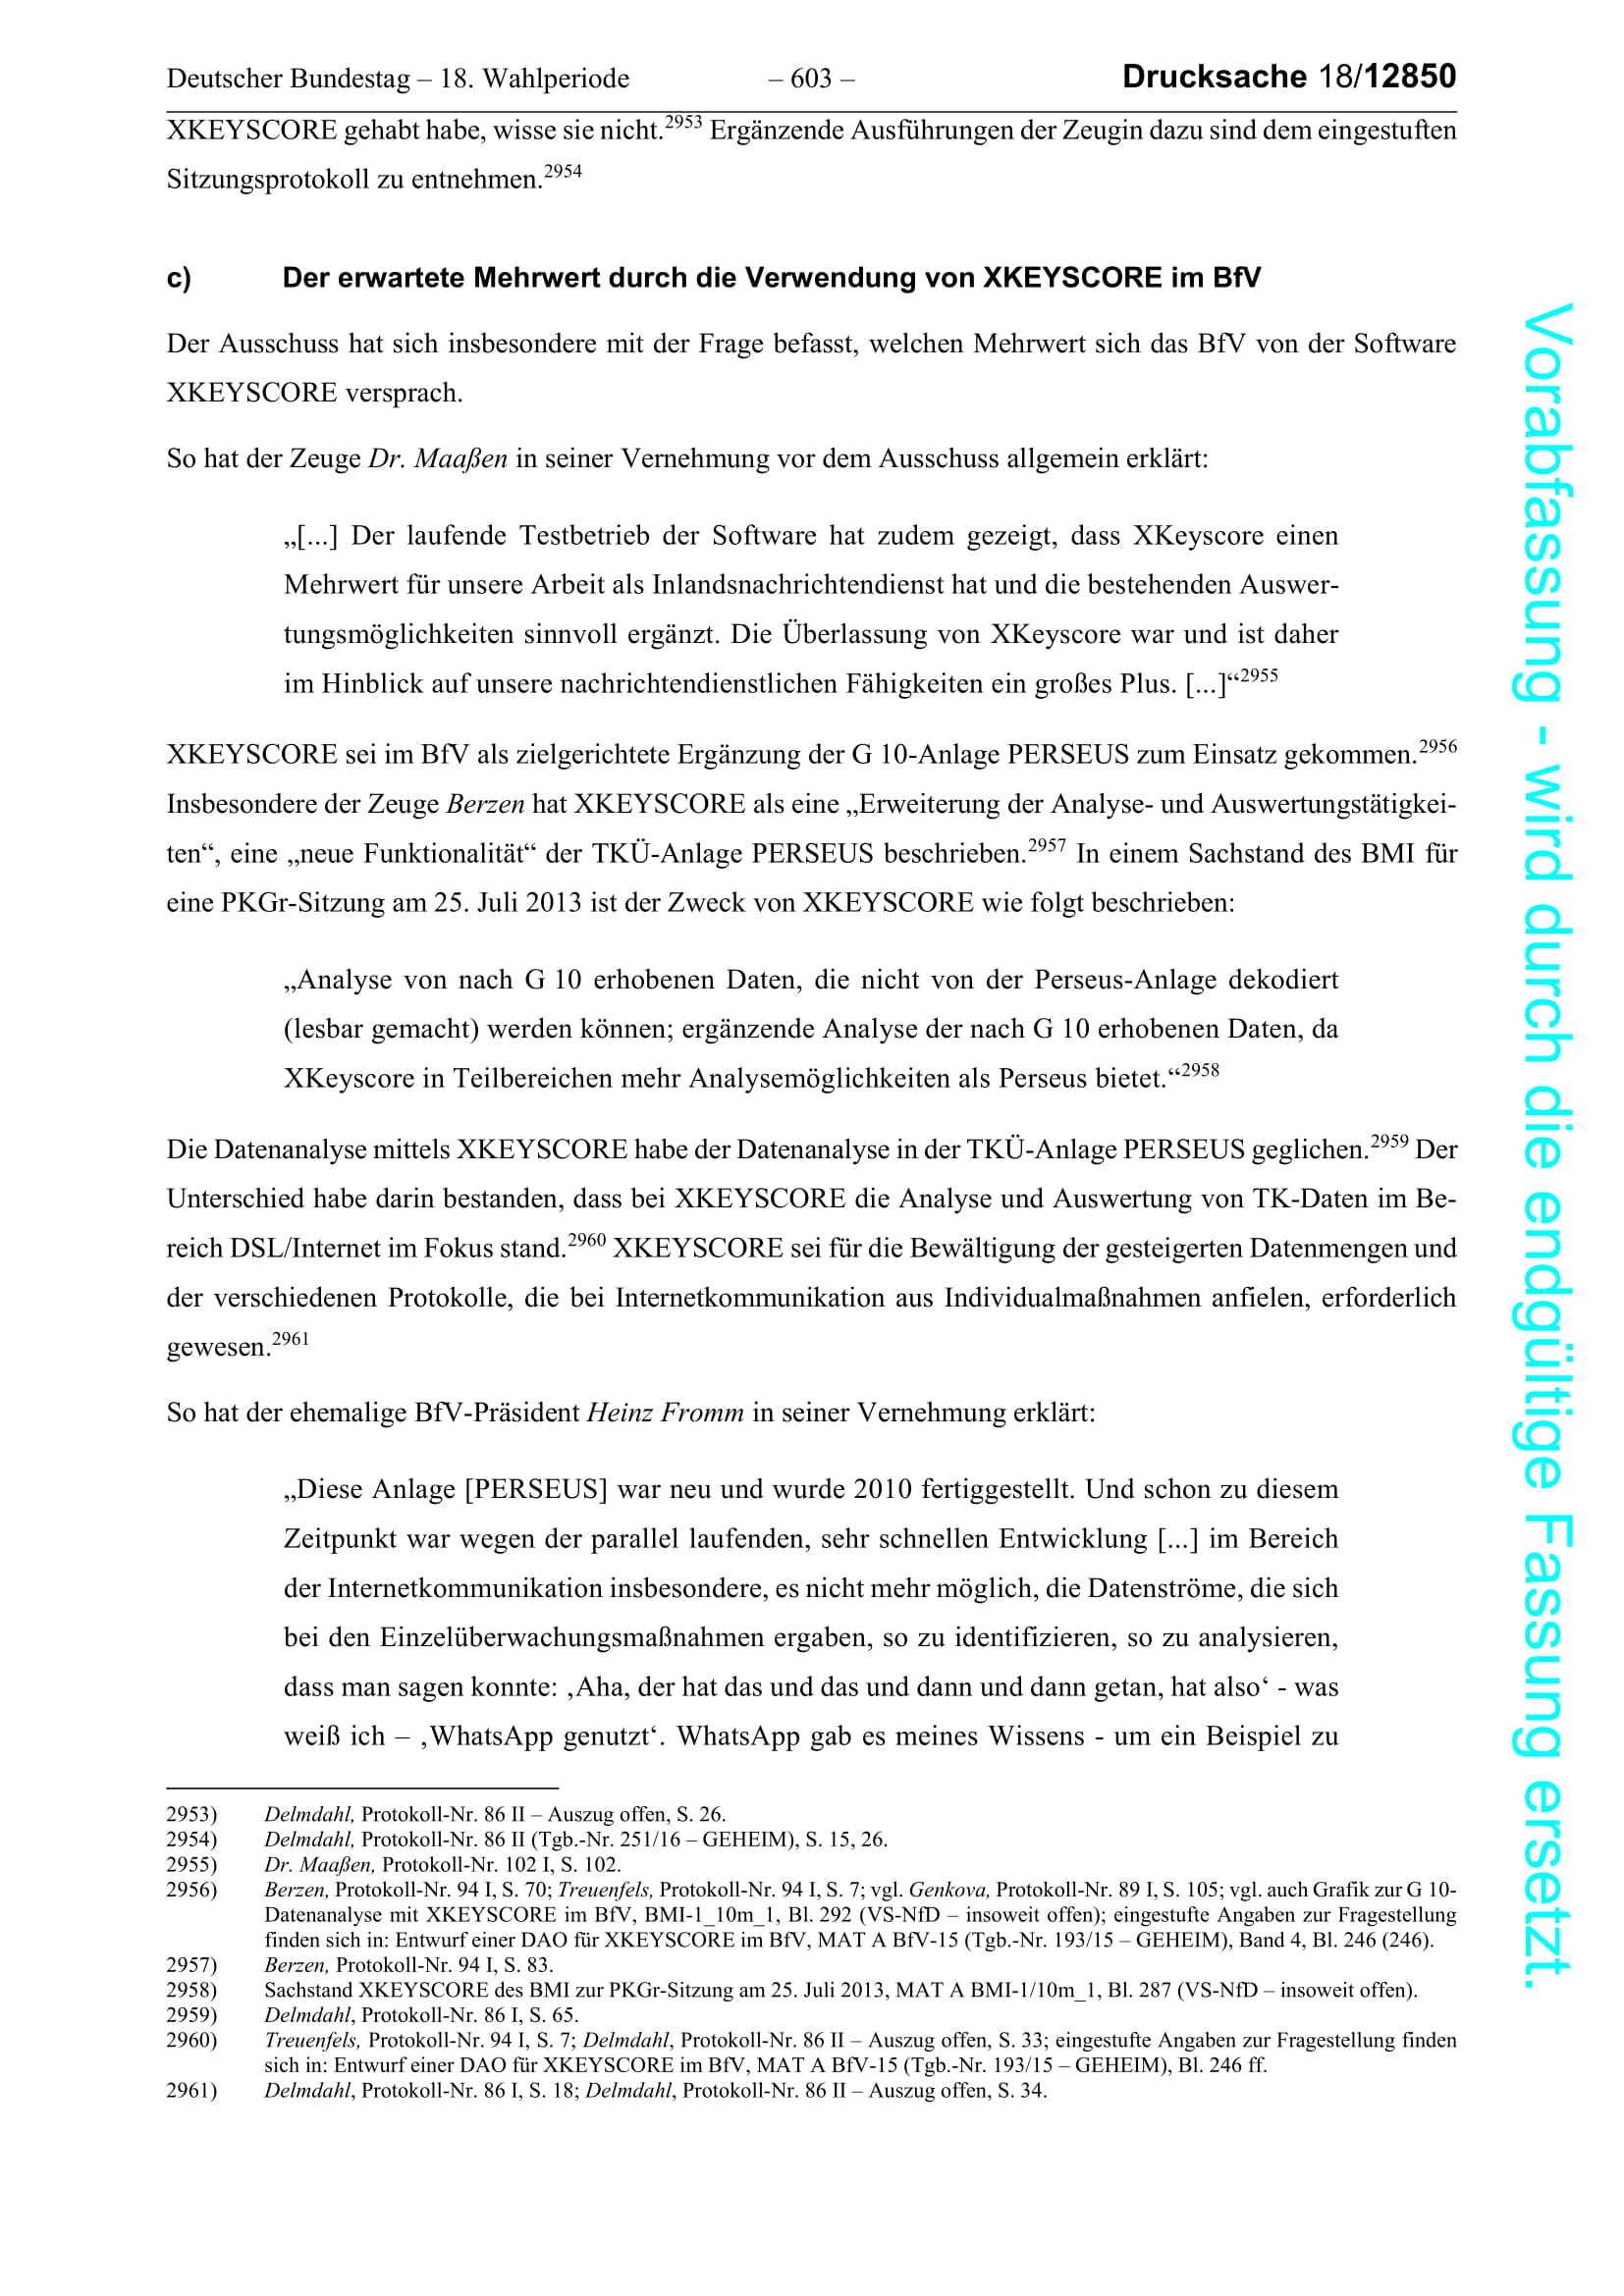 Deutscher Bundestag – 18. Wahlperiode – 603 – Drucksache 18/12850
XKEYSCORE gehabt habe, wisse sie nicht.2953 Ergänzende Ausführungen der Zeugin dazu sind dem eingestuften
Sitzungsprotokoll zu entnehmen.2954
c) Der erwartete Mehrwert durch die Verwendung von XKEYSCORE im BfV
Der Ausschuss hat sich insbesondere mit der Frage befasst, welchen Mehrwert sich das BfV von der Software
XKEYSCORE versprach.
So hat der Zeuge Dr. Maaßen in seiner Vernehmung vor dem Ausschuss allgemein erklärt:
„[...] Der laufende Testbetrieb der Software hat zudem gezeigt, dass XKeyscore einen
Mehrwert für unsere Arbeit als Inlandsnachrichtendienst hat und die bestehenden Auswer-
tungsmöglichkeiten sinnvoll ergänzt. Die Überlassung von XKeyscore war und ist daher
im Hinblick auf unsere nachrichtendienstlichen Fähigkeiten ein großes Plus. [...]“2955
XKEYSCORE sei im BfV als zielgerichtete Ergänzung der G 10-Anlage PERSEUS zum Einsatz gekommen.2956
Insbesondere der Zeuge Berzen hat XKEYSCORE als eine „Erweiterung der Analyse- und Auswertungstätigkei-
ten“, eine „neue Funktionalität“ der TKÜ-Anlage PERSEUS beschrieben.2957 In einem Sachstand des BMI für
eine PKGr-Sitzung am 25. Juli 2013 ist der Zweck von XKEYSCORE wie folgt beschrieben:
„Analyse von nach G 10 erhobenen Daten, die nicht von der Perseus-Anlage dekodiert
(lesbar gemacht) werden können; ergänzende Analyse der nach G 10 erhobenen Daten, da
XKeyscore in Teilbereichen mehr Analysemöglichkeiten als Perseus bietet.“2958
Die Datenanalyse mittels XKEYSCORE habe der Datenanalyse in der TKÜ-Anlage PERSEUS geglichen.2959 Der
Unterschied habe darin bestanden, dass bei XKEYSCORE die Analyse und Auswertung von TK-Daten im Be-
reich DSL/Internet im Fokus stand.2960 XKEYSCORE sei für die Bewältigung der gesteigerten Datenmengen und
der verschiedenen Protokolle, die bei Internetkommunikation aus Individualmaßnahmen anfielen, erforderlich
gewesen.2961
So hat der ehemalige BfV-Präsident Heinz Fromm in seiner Vernehmung erklärt:
„Diese Anlage [PERSEUS] war neu und wurde 2010 fertiggestellt. Und schon zu diesem
Zeitpunkt war wegen der parallel laufenden, sehr schnellen Entwicklung [...] im Bereich
der Internetkommunikation insbesondere, es nicht mehr möglich, die Datenströme, die sich
bei den Einzelüberwachungsmaßnahmen ergaben, so zu identifizieren, so zu analysieren,
dass man sagen konnte: ‚Aha, der hat das und das und dann und dann getan, hat also‘ - was
weiß ich – ‚WhatsApp genutzt‘. WhatsApp gab es meines Wissens - um ein Beispiel zu
2953) Delmdahl, Protokoll-Nr. 86 II – Auszug offen, S. 26.
2954) Delmdahl, Protokoll-Nr. 86 II (Tgb.-Nr. 251/16 – GEHEIM), S. 15, 26.
2955) Dr. Maaßen, Protokoll-Nr. 102 I, S. 102.
2956) Berzen, Protokoll-Nr. 94 I, S. 70; Treuenfels, Protokoll-Nr. 94 I, S. 7; vgl. Genkova, Protokoll-Nr. 89 I, S. 105; vgl. auch Grafik zur G 10-
Datenanalyse mit XKEYSCORE im BfV, BMI-1_10m_1, Bl. 292 (VS-NfD – insoweit offen); eingestufte Angaben zur Fragestellung
finden sich in: Entwurf einer DAO für XKEYSCORE im BfV, MAT A BfV-15 (Tgb.-Nr. 193/15 – GEHEIM), Band 4, Bl. 246 (246).
2957) Berzen, Protokoll-Nr. 94 I, S. 83.
2958) Sachstand XKEYSCORE des BMI zur PKGr-Sitzung am 25. Juli 2013, MAT A BMI-1/10m_1, Bl. 287 (VS-NfD – insoweit offen).
2959) Delmdahl, Protokoll-Nr. 86 I, S. 65.
2960) Treuenfels, Protokoll-Nr. 94 I, S. 7; Delmdahl, Protokoll-Nr. 86 II – Auszug offen, S. 33; eingestufte Angaben zur Fragestellung finden
sich in: Entwurf einer DAO für XKEYSCORE im BfV, MAT A BfV-15 (Tgb.-Nr. 193/15 – GEHEIM), Bl. 246 ff.
2961) Delmdahl, Protokoll-Nr. 86 I, S. 18; Delmdahl, Protokoll-Nr. 86 II – Auszug offen, S. 34.
Vorabfassung - wird durch die endgültige Fassung ersetzt.